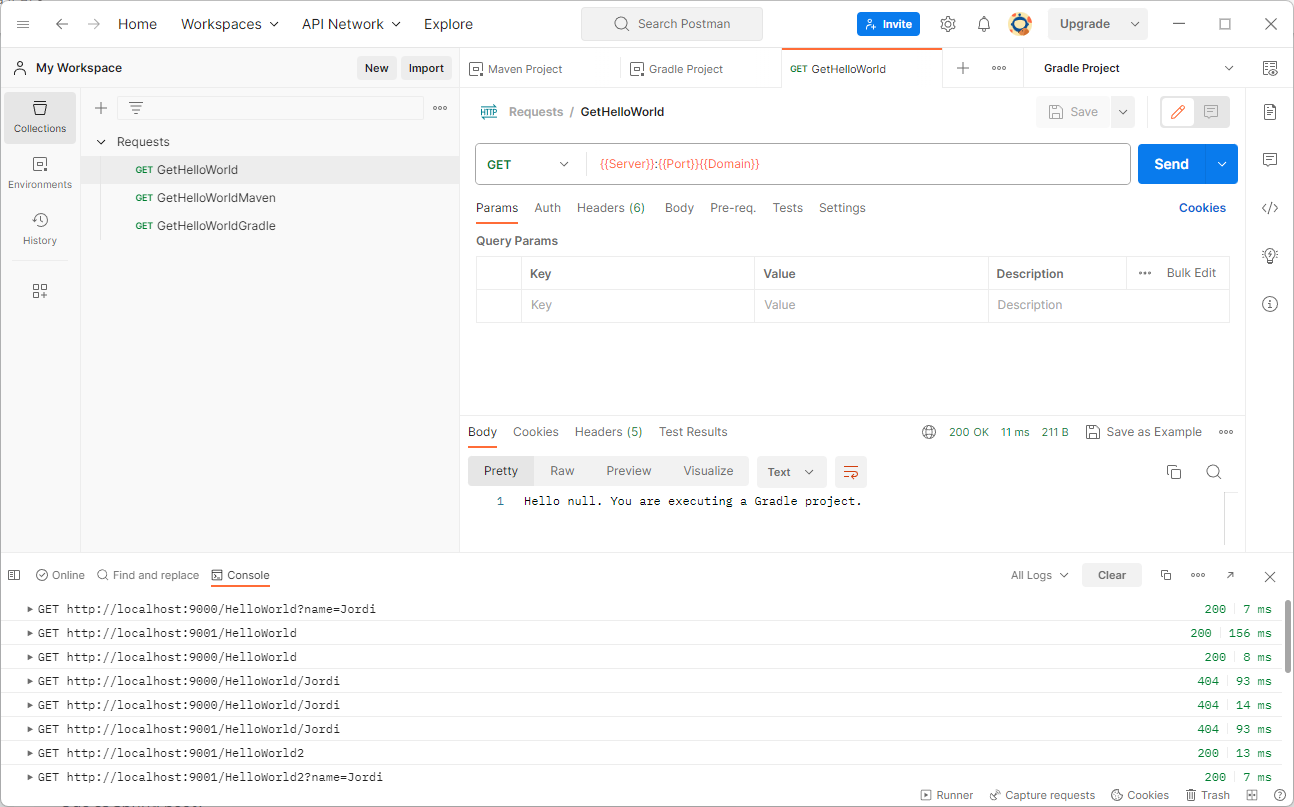 Home Workspaces API Network Explore Search Postman Invite Upgrade
My Workspace New Import
Maven Project Gradle Project GET GetHelloWorld Gradle Project
Collections
Environments
History
Requests
GET GetHelloWorld
GET GetHelloWorldMaven
GET GetHelloWorldGradle
HTTP Requests / GetHelloWorld Save
GET {{Server}}:{{Port}}{{Domain}} Send
Params Auth Headers (6) Body Pre-req. Tests Settings Cookies
Query Params
Key Value Description Bulk Edit
Key Value Description
Body Cookies Headers (5) Test Results 200 OK 11 ms 211 B Save as Example
Pretty Raw Preview Visualize Text
1 Hello null. You are executing a Gradle project.
Online Find and replace Console All Logs Clear
GET http://localhost:9000/HelloWorld?name=Jordi 200 7 ms
GET http://localhost:9001/HelloWorld 200 156 ms
GET http://localhost:9000/HelloWorld 200 8 ms
GET http://localhost:9000/HelloWorld/Jordi 404 93 ms
GET http://localhost:9000/HelloWorld/Jordi 404 14 ms
GET http://localhost:9001/HelloWorld/Jordi 404 93 ms
GET http://localhost:9001/HelloWorld2 200 13 ms
GET http://localhost:9001/HelloWorld2?name=Jordi 200 7 ms
Runner Capture requests Cookies Trash